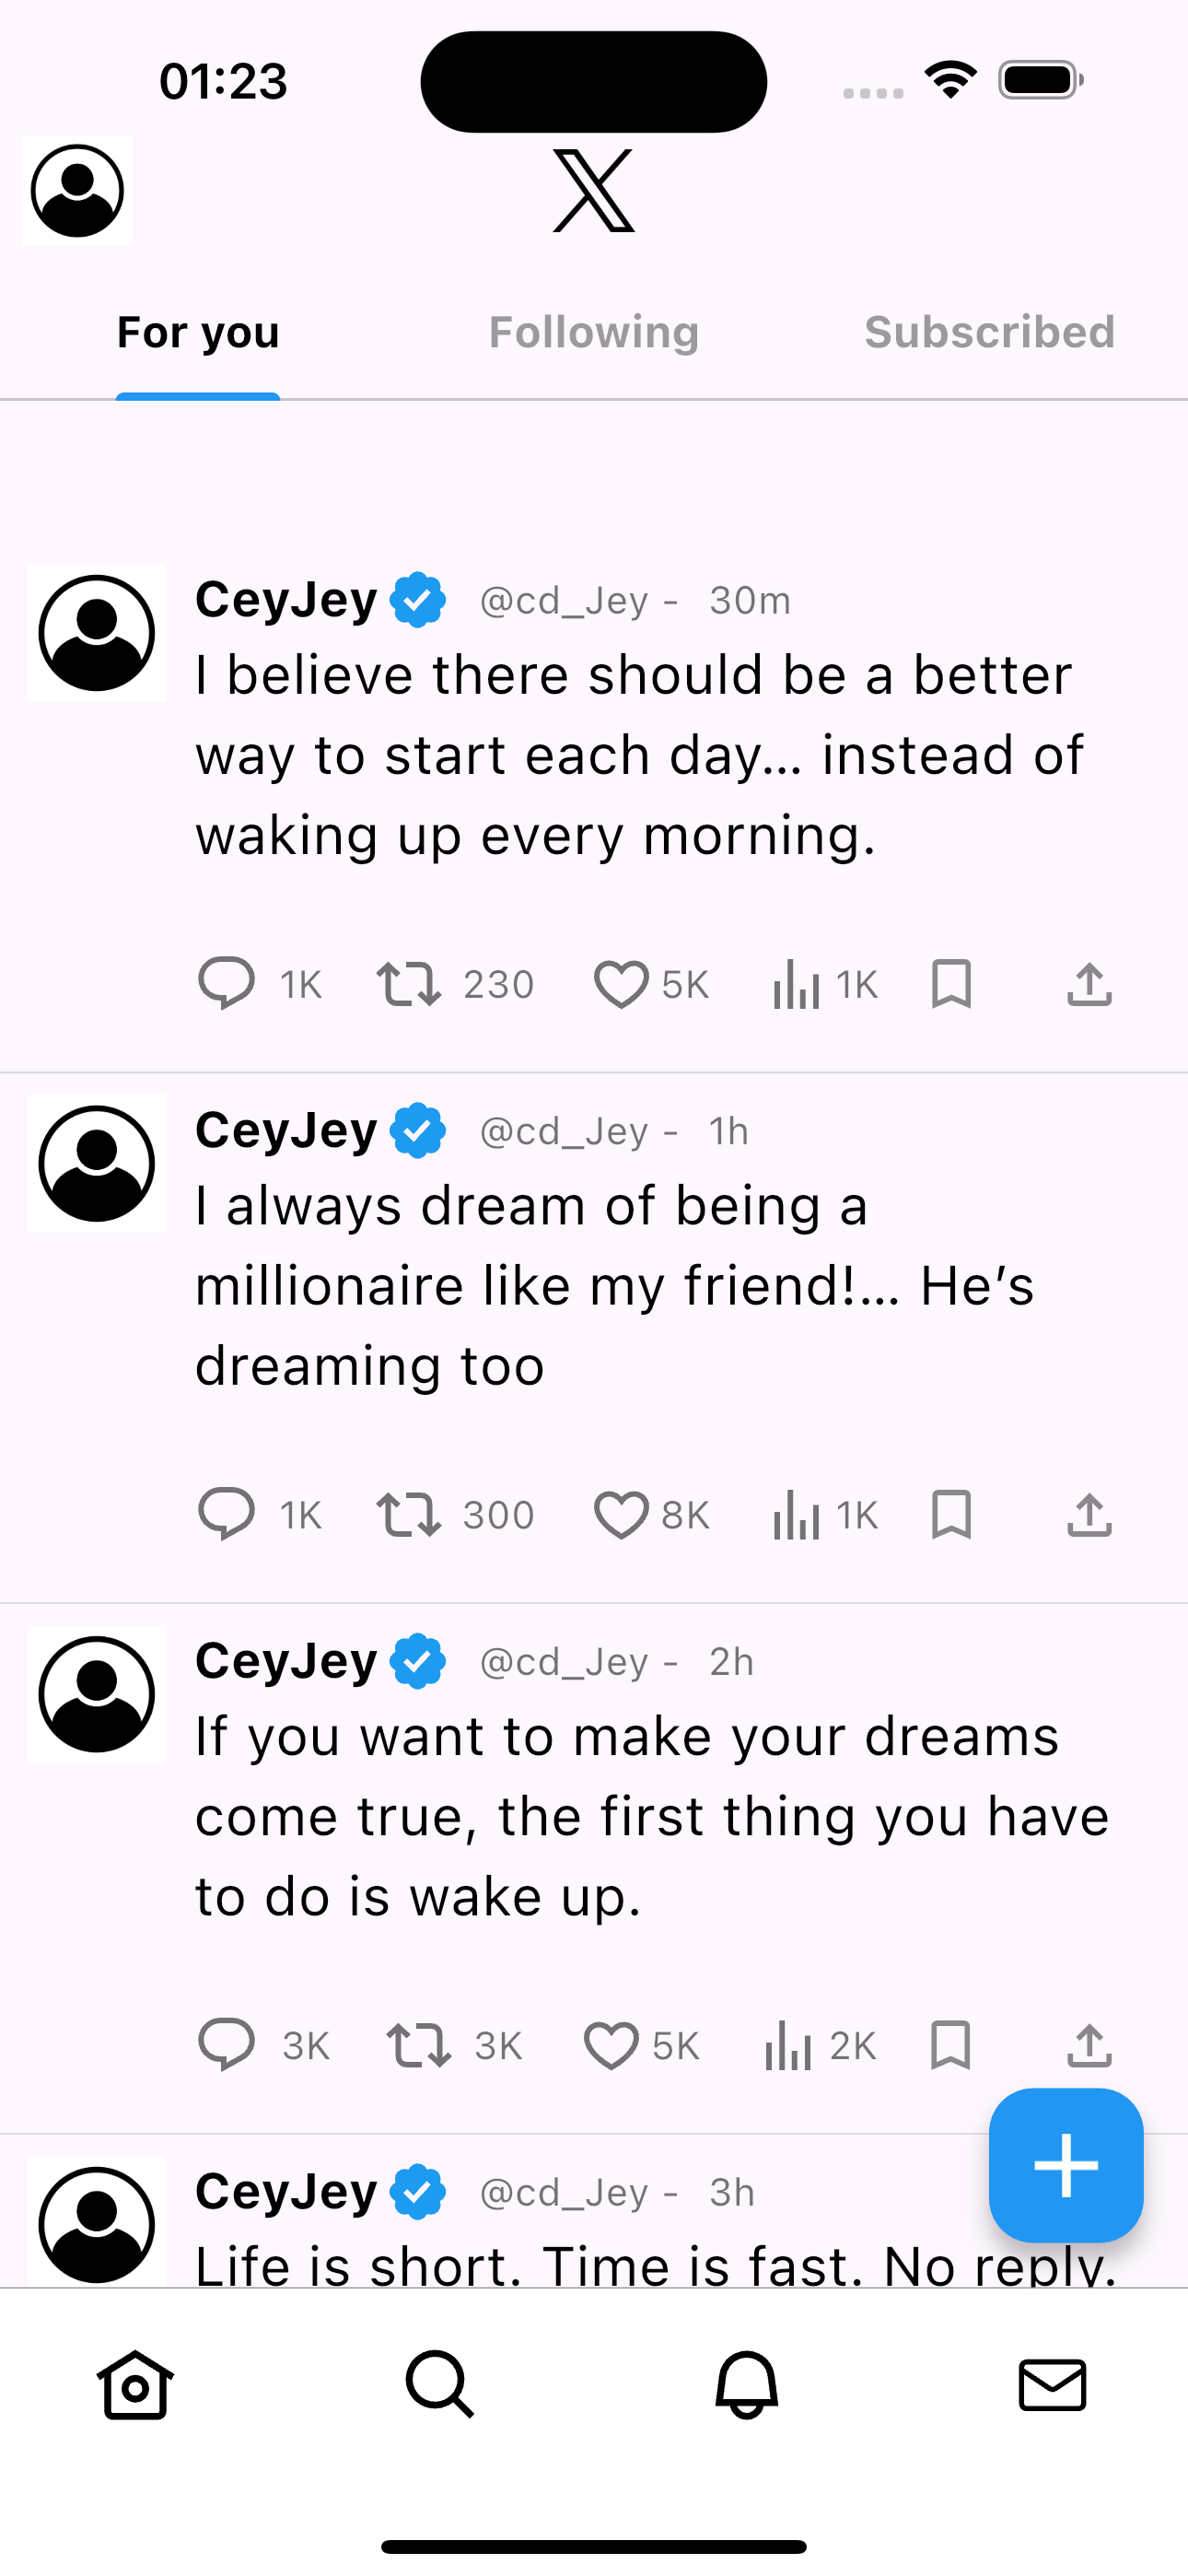 01:23
For you Following Subscribed
CeyJey @cd_Jey - 30m
I believe there should be a better
way to start each day... instead of
waking up every morning.
1K 230 5K 1K
CeyJey @cd_Jey - 1h
I always dream of being a
millionaire like my friend!... He’s
dreaming too
1K 300 8K 1K
CeyJey @cd_Jey - 2h
If you want to make your dreams
come true, the first thing you have
to do is wake up.
3K 3K 5K 2K
CeyJey @cd_Jey - 3h
Life is short. Time is fast. No reply.